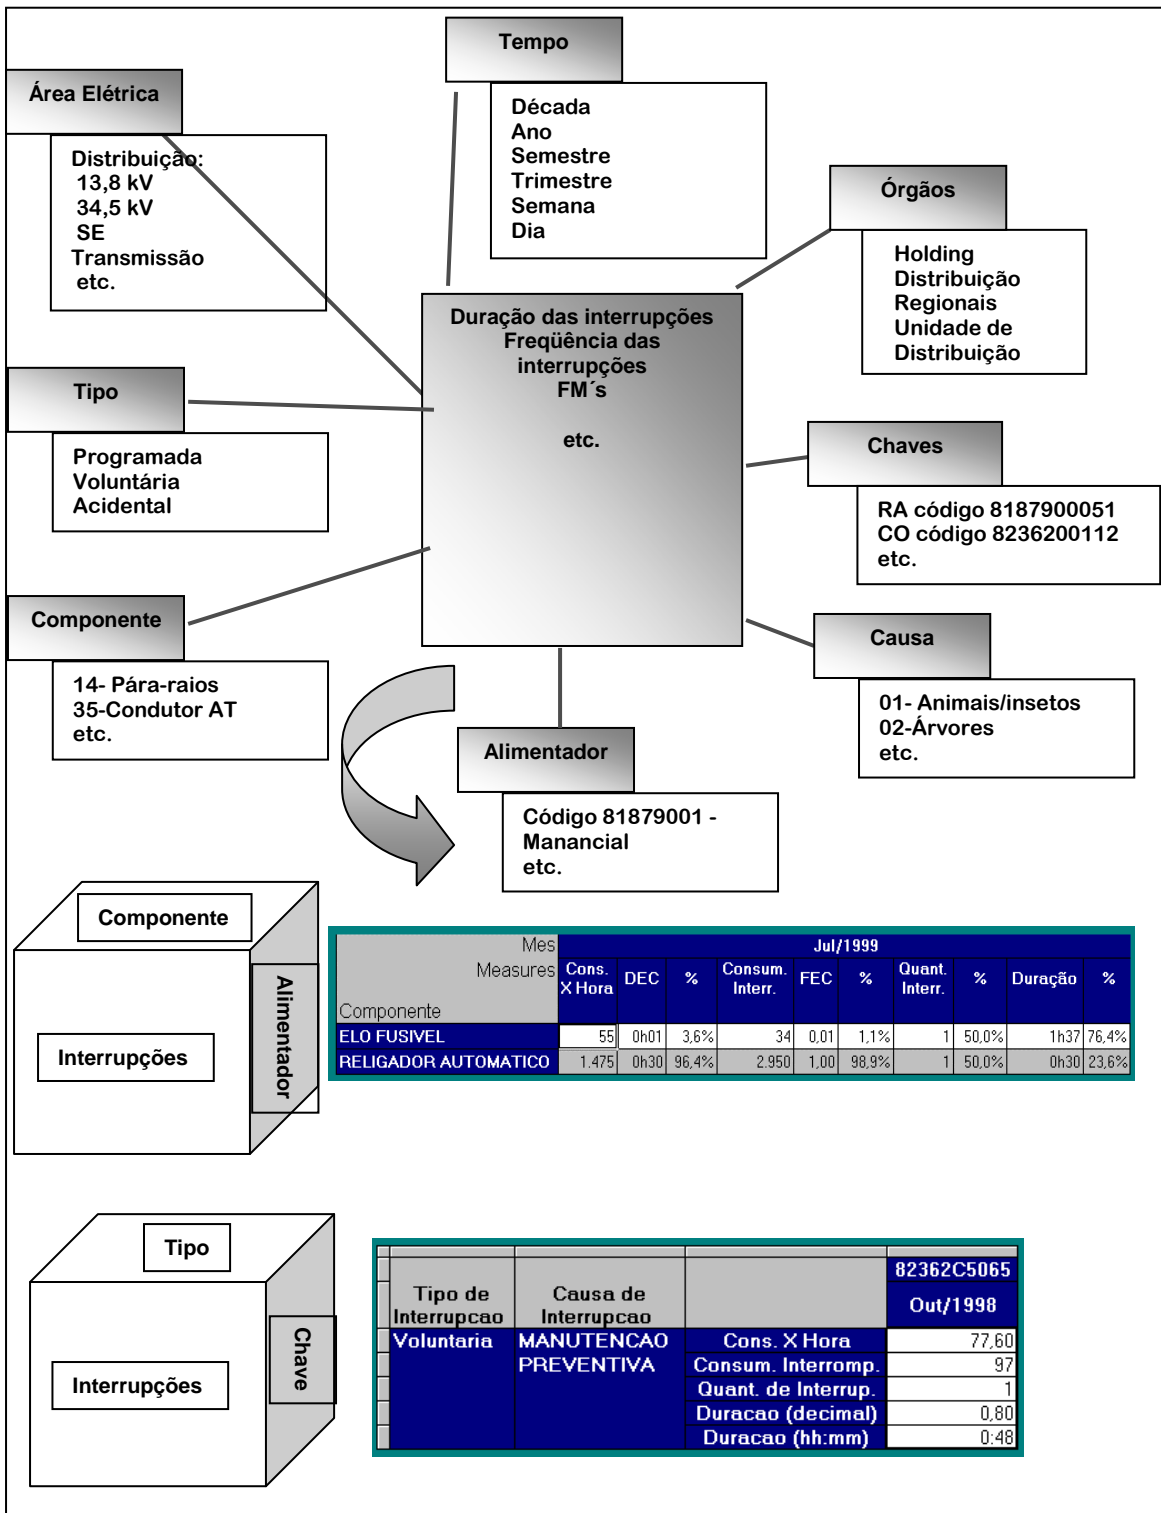 Tempo
Década
Ano
Semestre
Trimestre
Semana
Dia
Área Elétrica
Distribuição:
13,8 kV
34,5 kV
SE
Transmissão
etc.
Órgãos
Holding
Distribuição
Regionais
Unidade de
Distribuição
Duração das interrupções
Freqüência das
interrupções
FM´s
etc.
Tipo
Programada
Voluntária
Acidental
Chaves
RA código 8187900051
CO código 8236200112
etc.
Componente
14- Pára-raios
35-Condutor AT
etc.
Causa
01- Animais/insetos
02-Árvores
etc.
Alimentador
Código 81879001 -
Manancial
etc.
Componente
Alimentador
Interrupções
Mes Jul/1999
Measures Cons. X Hora DEC % Consum. Interr. FEC % Quant. Interr. % Duração %
Componente
ELO FUSIVEL 55 0h01 3,6% 34 0,01 1,1% 1 50,0% 1h37 76,4%
RELIGADOR AUTOMATICO 1.475 0h30 96,4% 2.950 1,00 98,9% 1 50,0% 0h30 23,6%
Tipo
Chave
Interrupções
82362C5065
Tipo de Interrupcao Causa de Interrupcao Out/1998
Voluntaria MANUTENCAO PREVENTIVA Cons. X Hora 77,60
Consum. Interromp. 97
Quant. de Interrup. 1
Duracao (decimal) 0,80
Duracao (hh:mm) 0:48